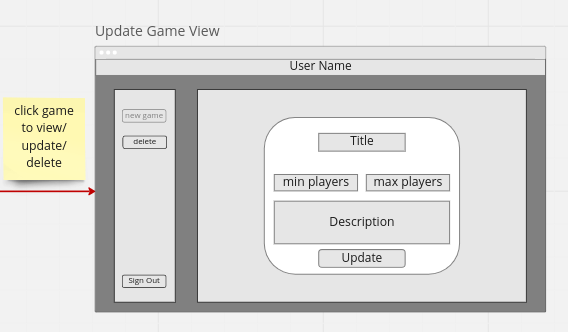 Update Game View
User Name
click game
to view/
update/
delete
new game
delete
Sign Out
Title
min players
max players
Description
Update